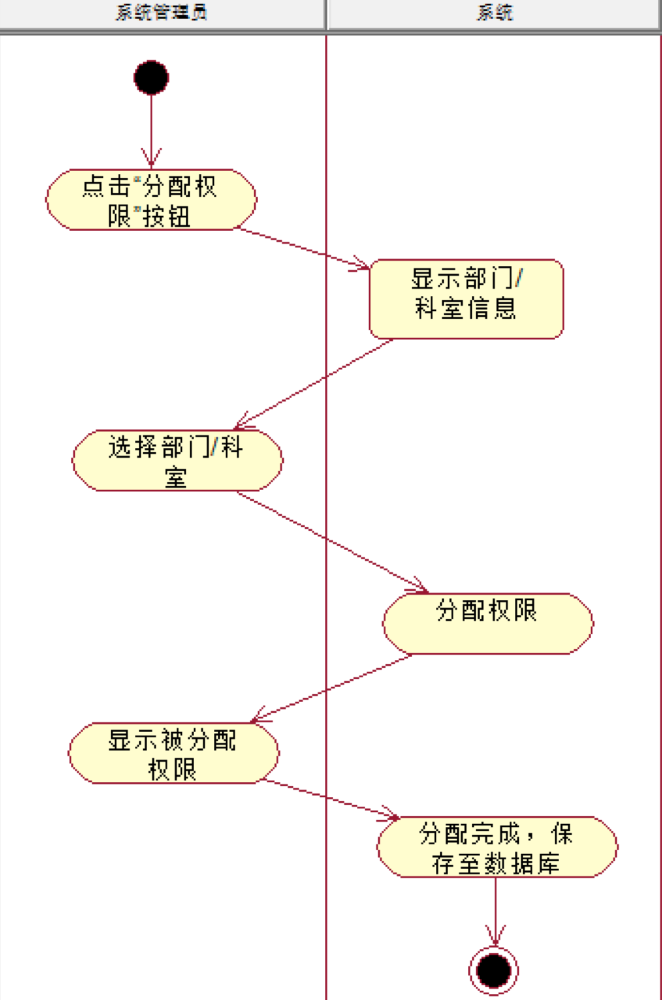 系统管理员
系统
点击“分配权
限”按钮
显示部门/
科室信息
选择部门/科
室
分配权限
显示被分配
权限
分配完成，保
存至数据库